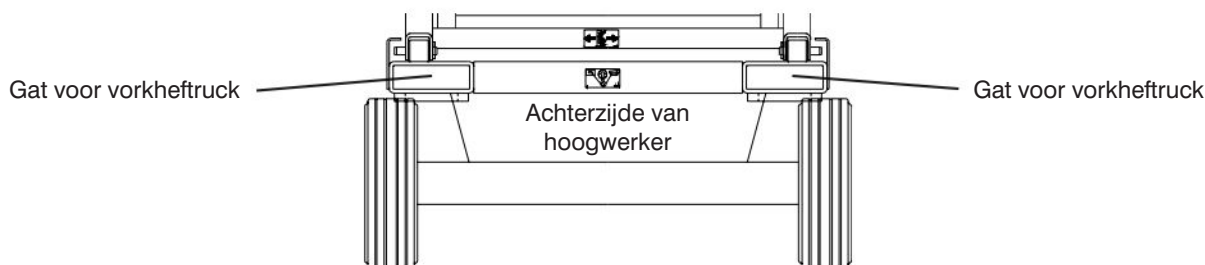 Gat voor vorkheftruck
Gat voor vorkheftruck
Achterzijde van
hoogwerker